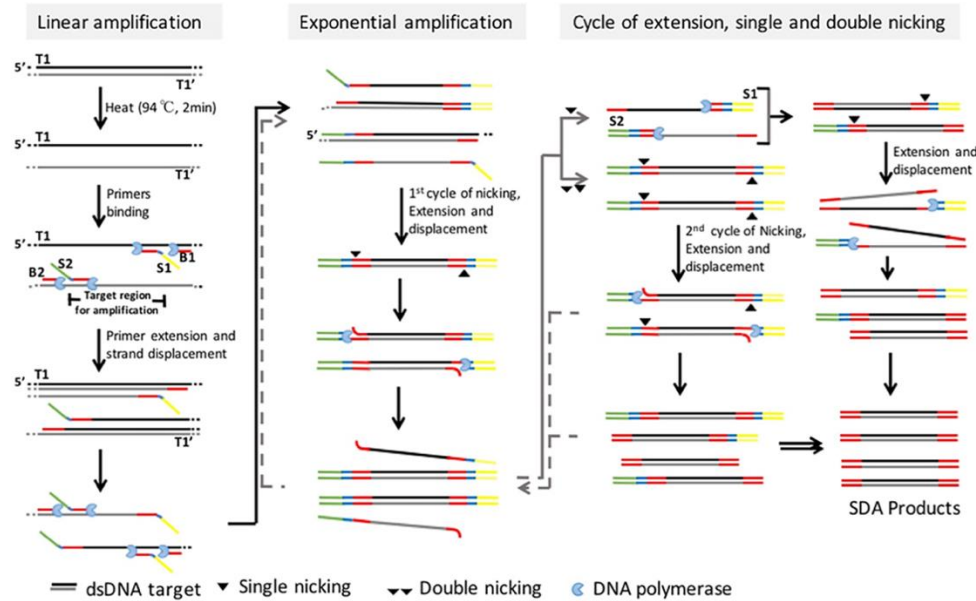 Linear amplification
Exponential amplification
Cycle of extension, single and double nicking
T1
5’
T1’
Heat (94 ℃, 2min)
T1
T1’
Primers
binding
5’ T1
B1
S1
S2
B2
Target region
for amplification
Primer extension and
strand displacement
5’ T1
T1’
5’
1st cycle of nicking,
Extension and
displacement
S1
S2
2nd cycle of Nicking,
Extension and
displacement
Extension and
displacement
SDA Products
dsDNA target
Single nicking
Double nicking
DNA polymerase